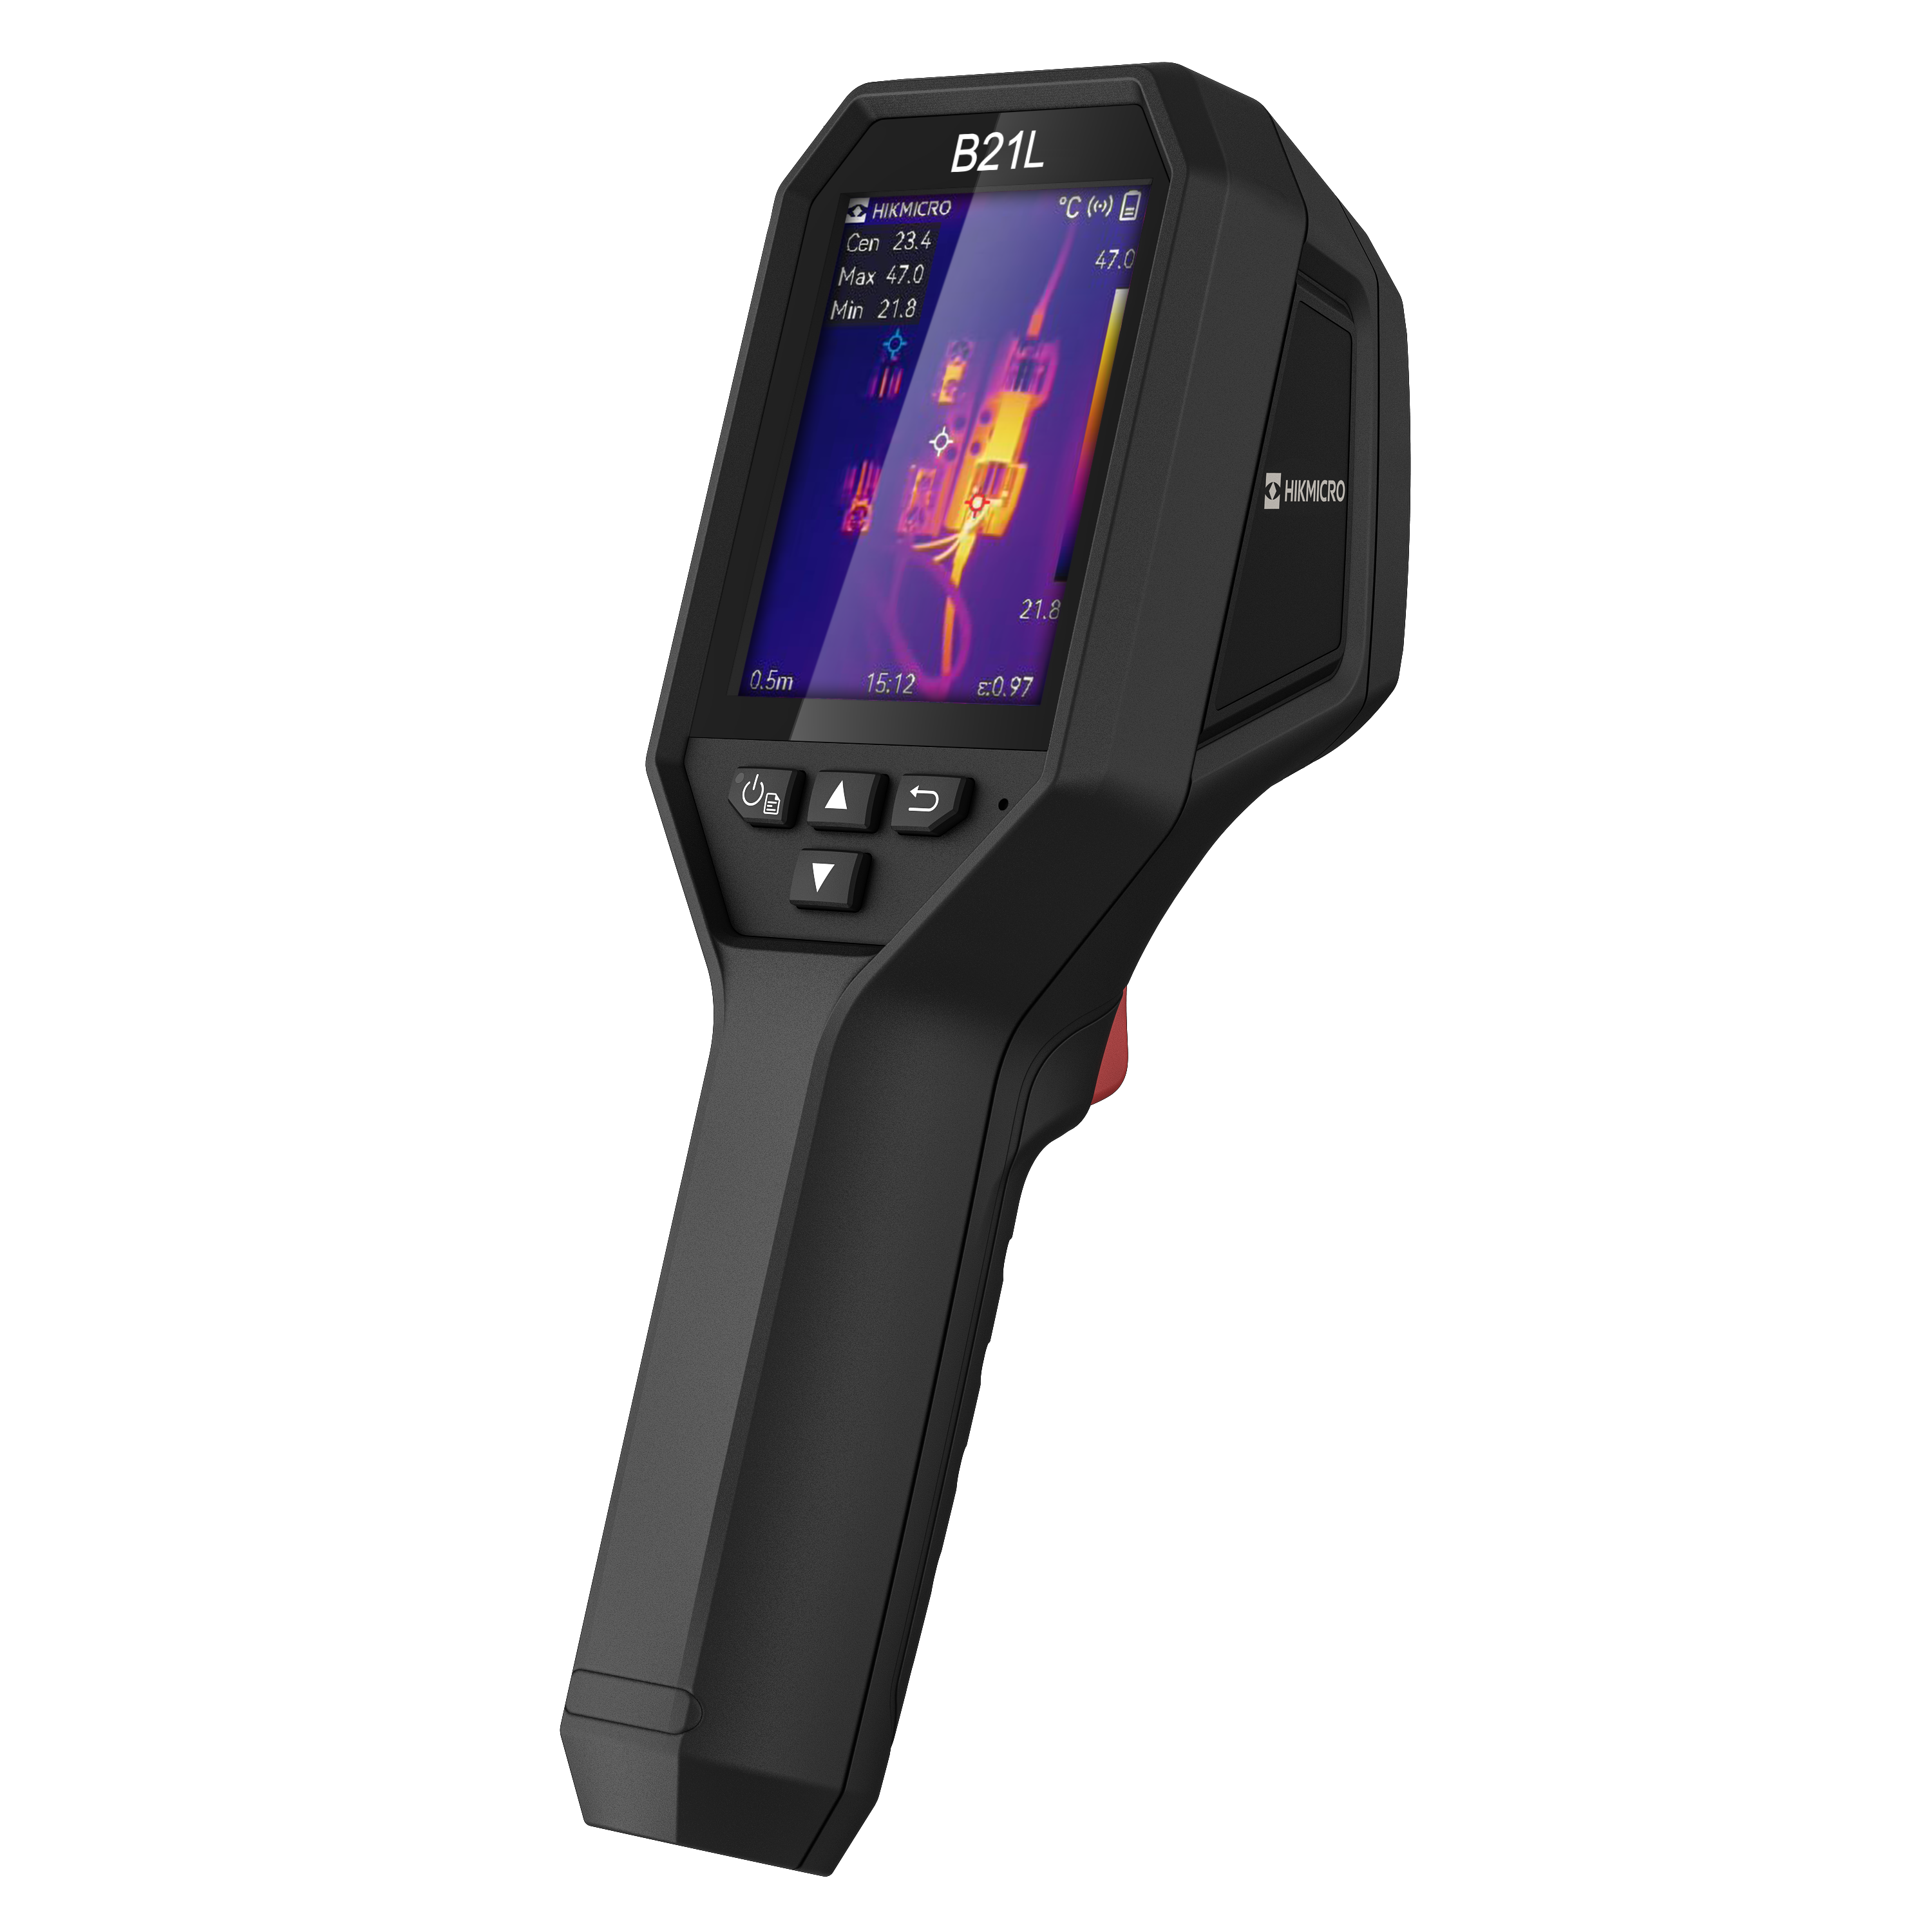 B21L
HIKMICRO °C
Cen 23.4
47.0
Max 47.0
Min 21.8
21.8
0.5m 15:12 ε:0.97
HIKMICRO